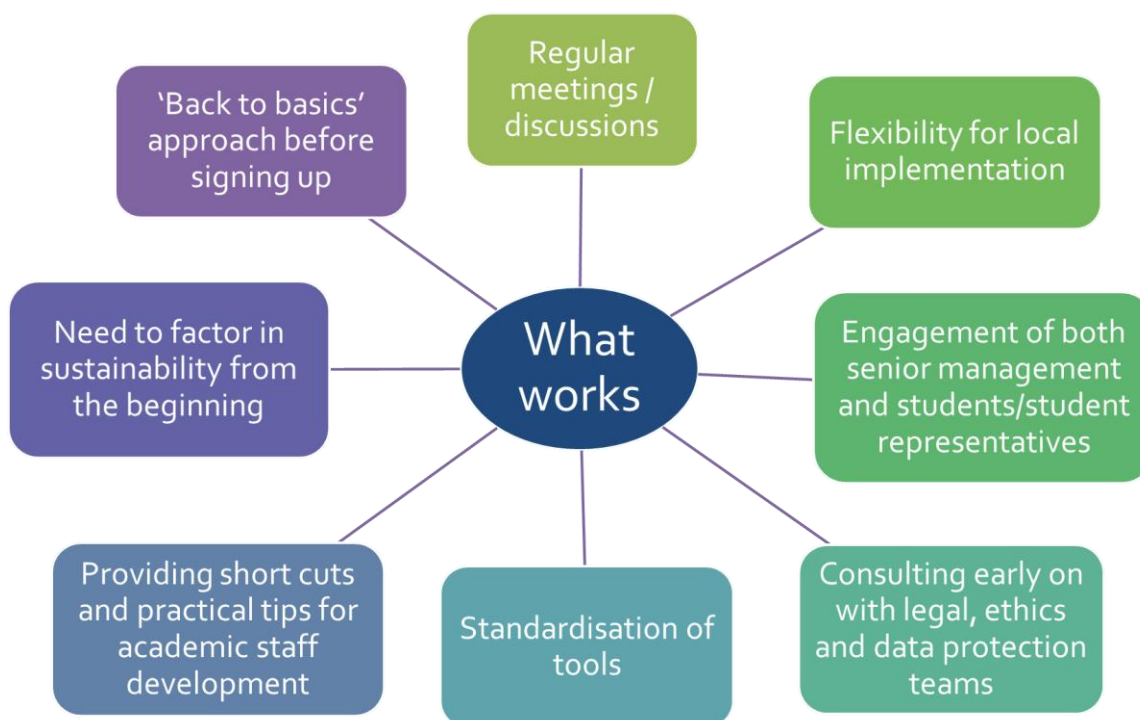 Regular
meetings /
discussions
Flexibility for local
implementation
Engagement of both
senior management
and students/student
representatives
Consulting early on
with legal, ethics
and data protection
teams
Standardisation of
tools
Providing short cuts
and practical tips for
academic staff
development
Need to factor in
sustainability from
the beginning
‘Back to basics’
approach before
signing up
What
works